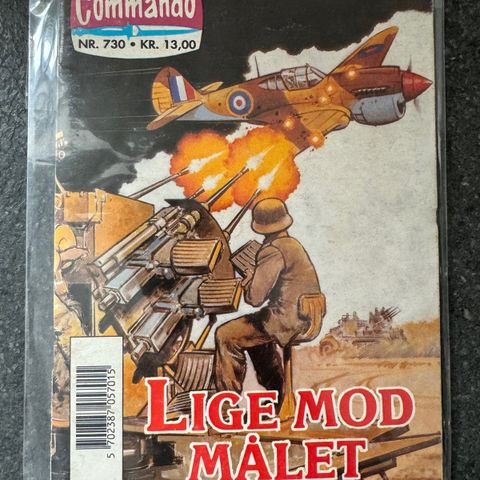 Commando
NR. 730 • KR. 13,00
LIGE MOD
MÅLET
5 702387 057015